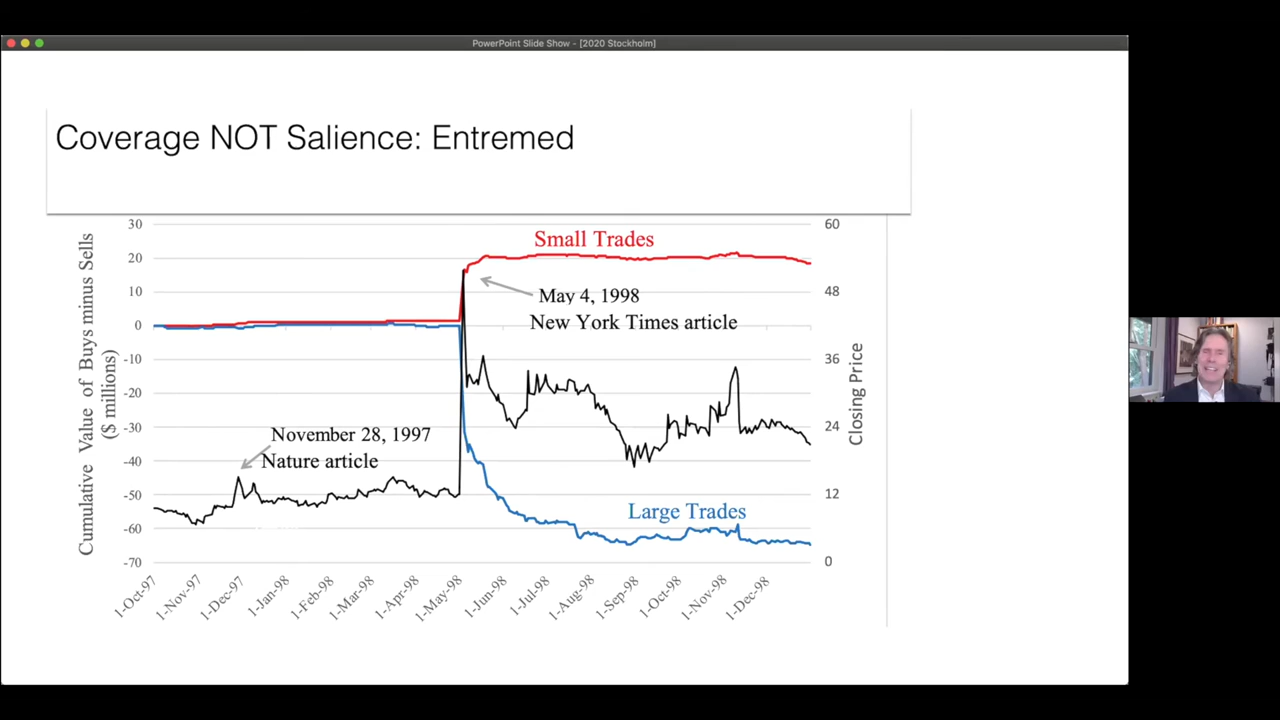 PowerPoint Slide Show - [2020 Stockholm]
Coverage NOT Salience: Entremed
Cumulative Value of Buys minus Sells
($ millions)
30
20
10
0
-10
-20
-30
-40
-50
-60
-70
Small Trades
May 4, 1998
New York Times article
November 28, 1997
Nature article
Large Trades
60
48
36
24
12
0
Closing Price
1-Oct-97
1-Nov-97
1-Dec-97
1-Jan-98
1-Feb-98
1-Mar-98
1-Apr-98
1-May-98
1-Jun-98
1-Jul-98
1-Aug-98
1-Sep-98
1-Oct-98
1-Nov-98
1-Dec-98